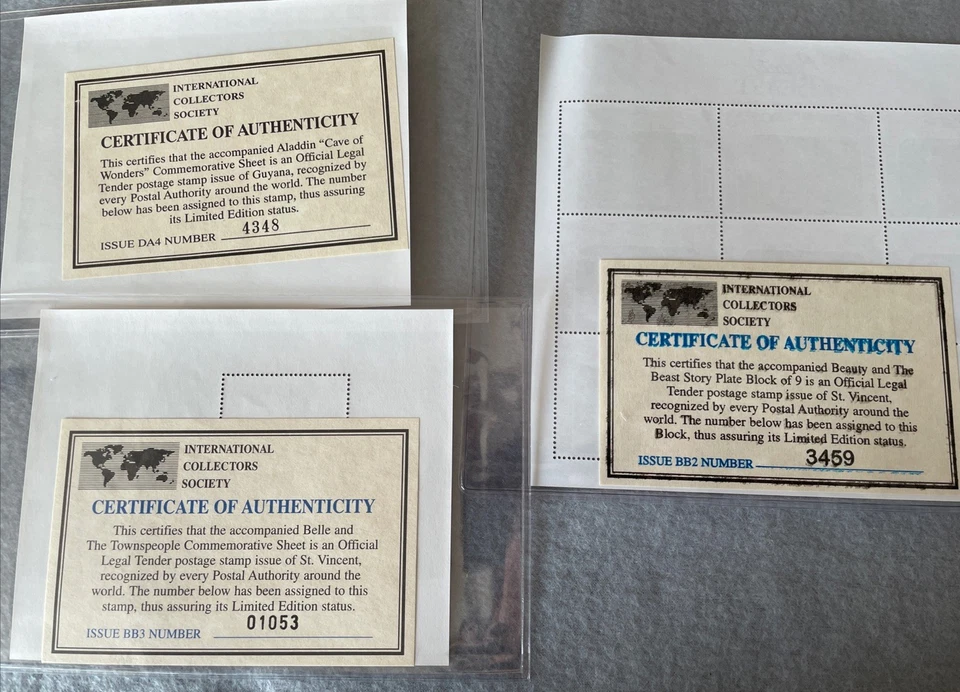 INTERNATIONAL
COLLECTORS
SOCIETY
CERTIFICATE OF AUTHENTICITY
This certifies that the accompanied Aladdin "Cave of
Wonders" Commemorative Sheet is an Official Legal
Tender postage stamp issue of Guyana, recognized by
every Postal Authority around the world. The number
below has been assigned to this stamp, thus assuring
its Limited Edition status.
ISSUE DA4 NUMBER 4348
INTERNATIONAL
COLLECTORS
SOCIETY
CERTIFICATE OF AUTHENTICITY
This certifies that the accompanied Beauty and The
Beast Story Plate Block of 9 is an Official Legal
Tender postage stamp issue of St. Vincent,
recognized by every Postal Authority around the
world. The number below has been assigned to this
Block, thus assuring its Limited Edition status.
ISSUE BB2 NUMBER 3459
INTERNATIONAL
COLLECTORS
SOCIETY
CERTIFICATE OF AUTHENTICITY
This certifies that the accompanied Belle and
The Townspeople Commemorative Sheet is an Official
Legal Tender postage stamp issue of St. Vincent,
recognized by every Postal Authority around the
world. The number below has been assigned to this
stamp, thus assuring its Limited Edition status.
ISSUE BB3 NUMBER 01053